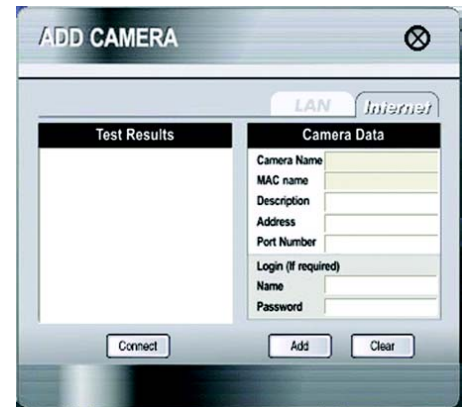 ADD CAMERA
LAN Internet
Test Results
Camera Data
Camera Name
MAC name
Description
Address
Port Number
Login (If required)
Name
Password
Connect
Add
Clear